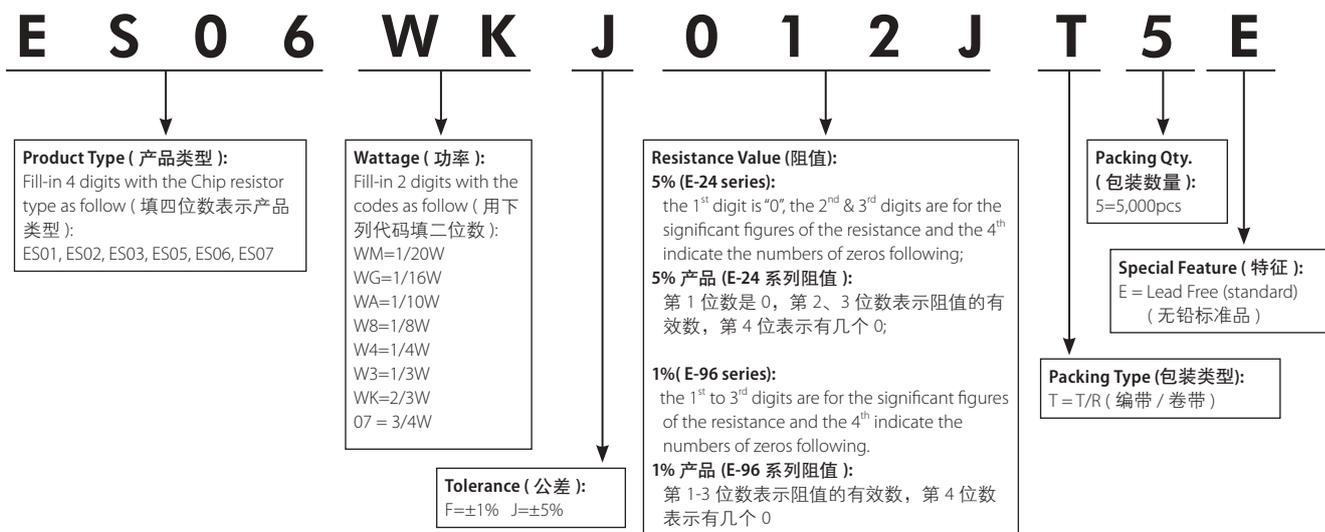 E S 0 6 W K J 0 1 2 J T 5 E
Product Type ( 产品类型 ):
Fill-in 4 digits with the Chip resistor
type as follow ( 填四位数表示产品
类型 ):
ES01, ES02, ES03, ES05, ES06, ES07
Wattage ( 功率 ):
Fill-in 2 digits with the
codes as follow ( 用下
列代码填二位数 ):
WM=1/20W
WG=1/16W
WA=1/10W
W8=1/8W
W4=1/4W
W3=1/3W
WK=2/3W
07 = 3/4W
Tolerance ( 公差 ):
F=±1% J=±5%
Resistance Value (阻值):
5% (E-24 series):
the 1st digit is “0”, the 2nd & 3rd digits are for the
significant figures of the resistance and the 4th
indicate the numbers of zeros following;
5% 产品 (E-24 系列阻值 ):
第 1 位数是 0，第 2、3 位数表示阻值的有
效数，第 4 位表示有几个 0;
1%( E-96 series):
the 1st to 3rd digits are for the significant figures
of the resistance and the 4th indicate the
numbers of zeros following.
1% 产品 (E-96 系列阻值 ):
第 1-3 位数表示阻值的有效数，第 4 位数
表示有几个 0
Packing Qty.
( 包装数量 ):
5=5,000pcs
Special Feature ( 特征 ):
E = Lead Free (standard)
( 无铅标准品 )
Packing Type (包装类型):
T = T/R ( 编带 / 卷带 )